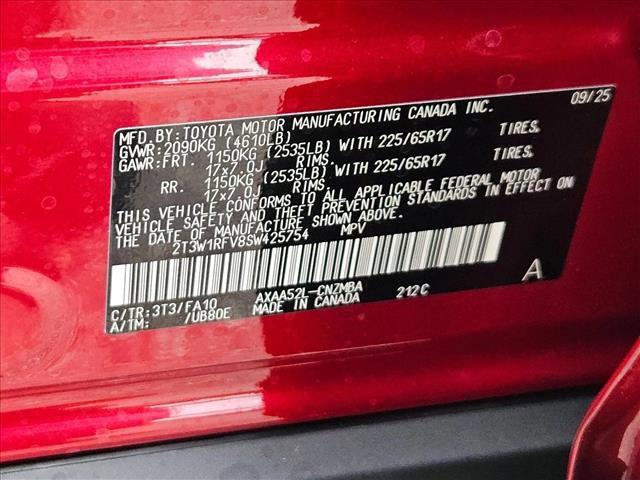 MFD.BY:TOYOTA MOTOR MANUFACTURING CANADA INC. 09/25
GVWR:2090KG (4610LB)
GAWR:FRT. 1150KG (2535LB) WITH 225/65R17 TIRES,
17x7.0J RIMS.
RR. 1150KG (2535LB) WITH 225/65R17 TIRES,
17x7.0J RIMS.
THIS VEHICLE CONFORMS TO ALL APPLICABLE FEDERAL MOTOR
VEHICLE SAFETY AND THEFT PREVENTION STANDARDS IN EFFECT ON
THE DATE OF MANUFACTURE SHOWN ABOVE.
2T3W1RFV8SW425754 MPV
A
C/TR:3T3/FA10 AXAA52L-CNZMBA 212C
A/TM: /UB80E MADE IN CANADA